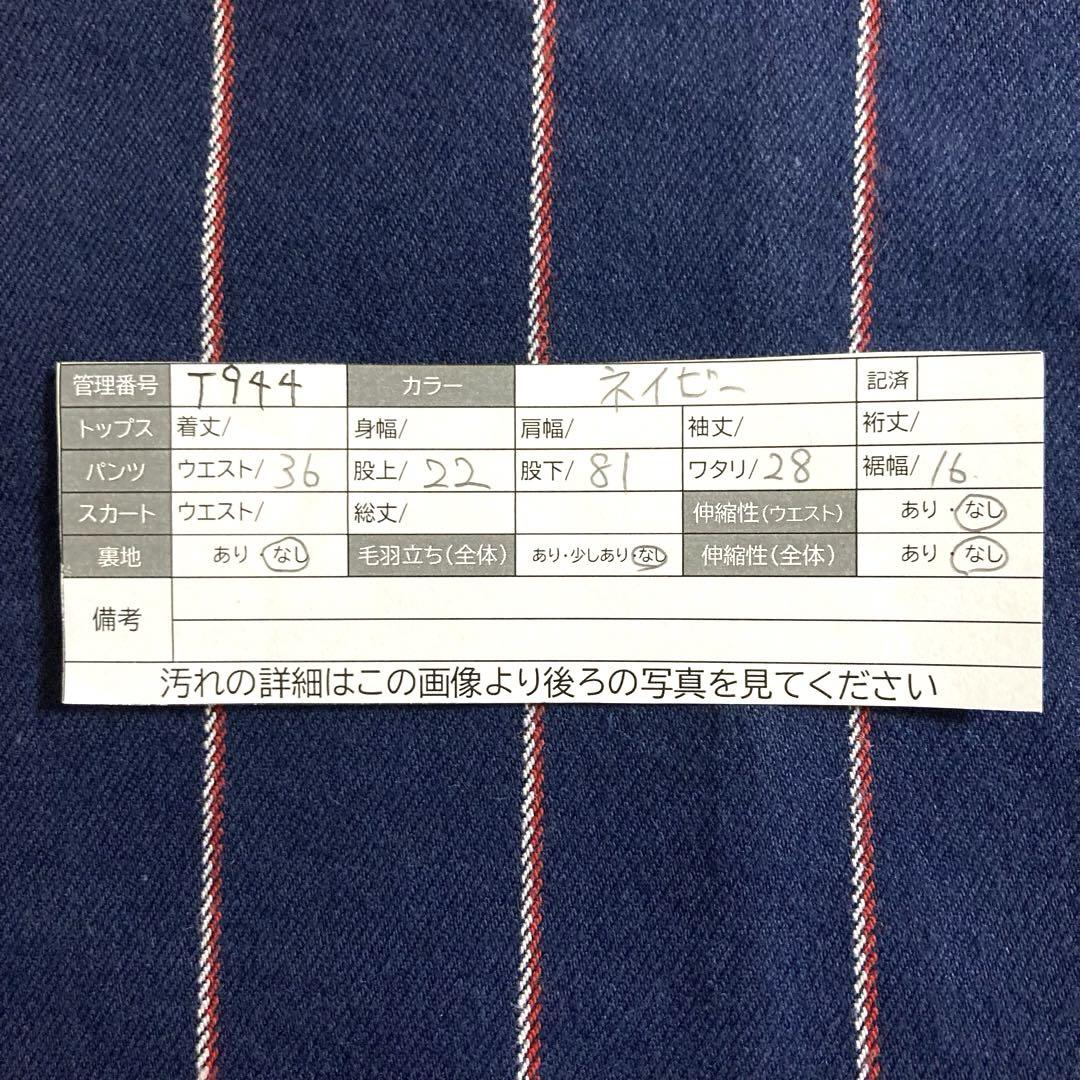 管理番号 T944 カラー ネイビー 記済
トップス 着丈/ 身幅/ 肩幅/ 袖丈/ 裄丈/
パンツ ウエスト/36 股上/22 股下/81 ワタリ/28 裾幅/16
スカート ウエスト/ 総丈/ 伸縮性(ウエスト) あり・なし
裏地 あり・なし 毛羽立ち(全体) あり・少しあり・なし 伸縮性(全体) あり・なし
備考
汚れの詳細はこの画像より後ろの写真を見てください